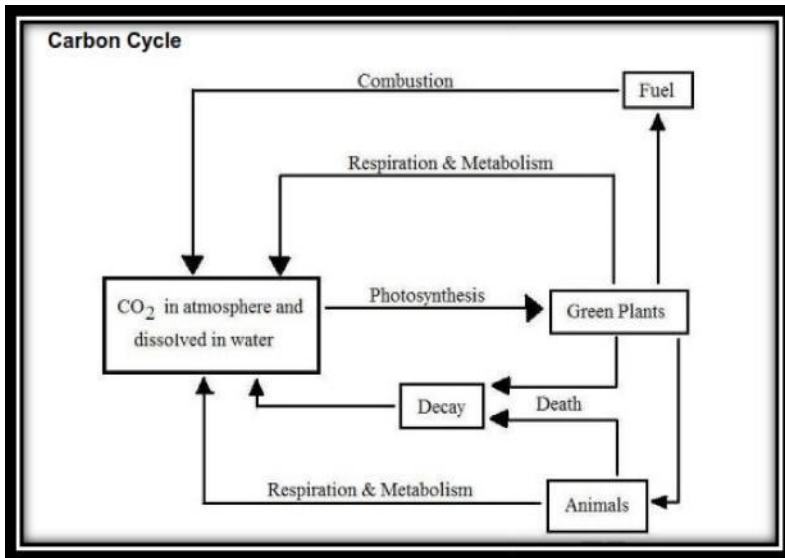 Carbon Cycle
Combustion
Fuel
Respiration & Metabolism
CO2 in atmosphere and
dissolved in water
Photosynthesis
Green Plants
Decay
Death
Respiration & Metabolism
Animals